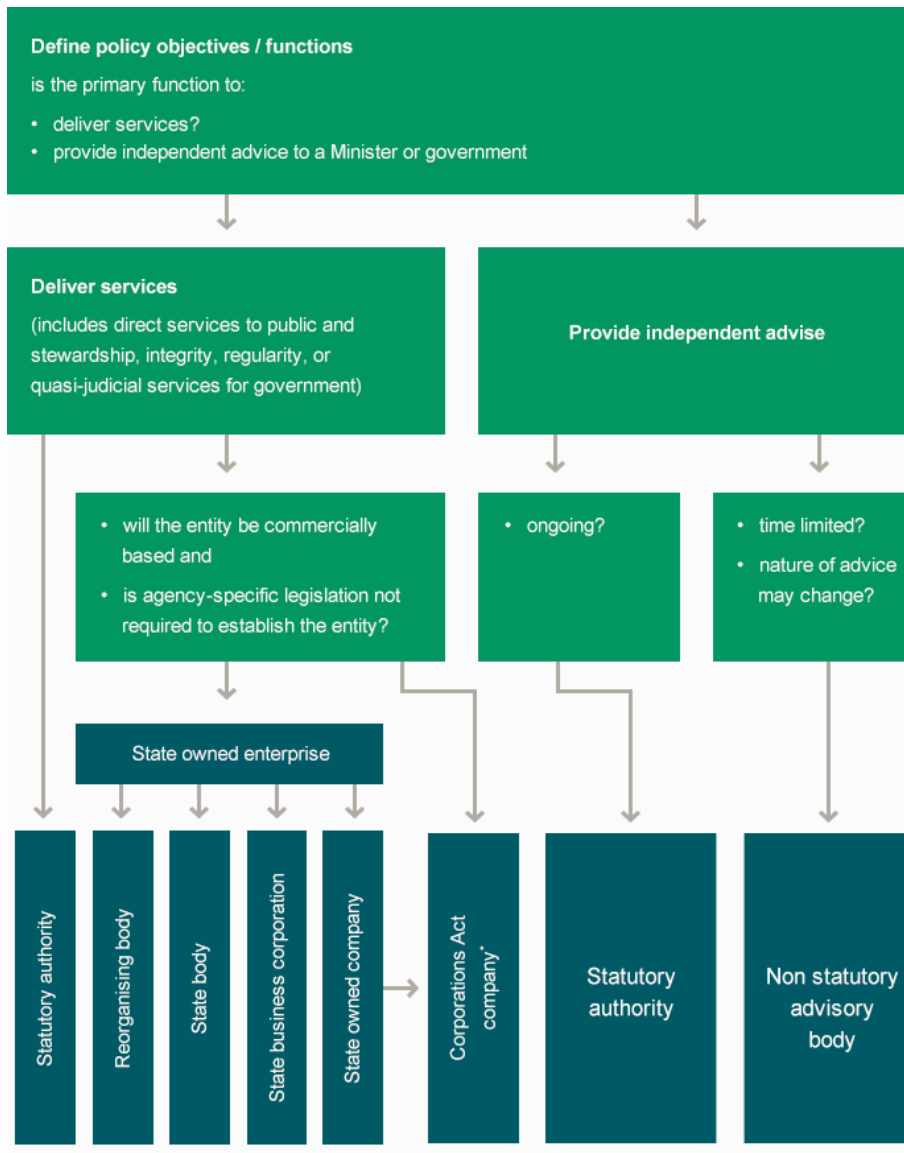 Define policy objectives / functions
is the primary function to:
• deliver services?
• provide independent advice to a Minister or government
Deliver services
(includes direct services to public and
stewardship, integrity, regularity, or
quasi-judicial services for government)
Provide independent advise
• will the entity be commercially
based and
• is agency-specific legislation not
required to establish the entity?
• ongoing?
• time limited?
• nature of advice
may change?
State owned enterprise
Statutory authority
Reorganising body
State body
State business corporation
State owned company
Corporations Act
company*
Statutory
authority
Non statutory
advisory
body